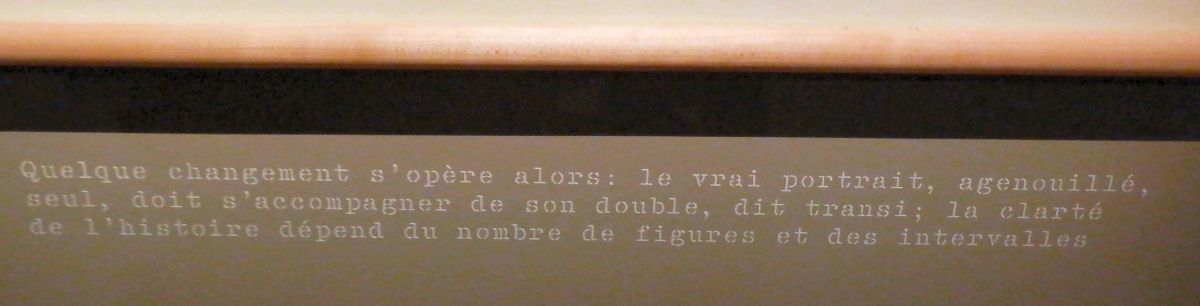 Quelque changement s'opère alors: le vrai portrait, agenouillé,
seul, doit s'accompagner de son double, dit transi; la clarté
de l'histoire dépend du nombre de figures et des intervalles